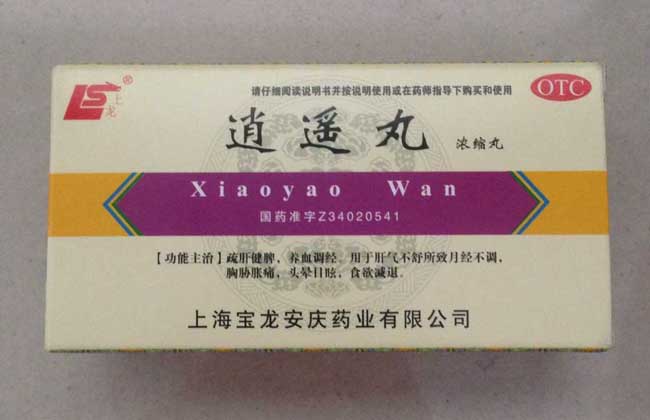 上龙®
请仔细阅读说明书并按说明使用或在药师指导下购买和使用
OTC
逍遥丸 浓缩丸
Xiaoyao Wan
国药准字Z34020541
【功能主治】疏肝健脾，养血调经。用于肝气不舒所致月经不调，
胸胁胀痛，头晕目眩，食欲减退。
上海宝龙安庆药业有限公司